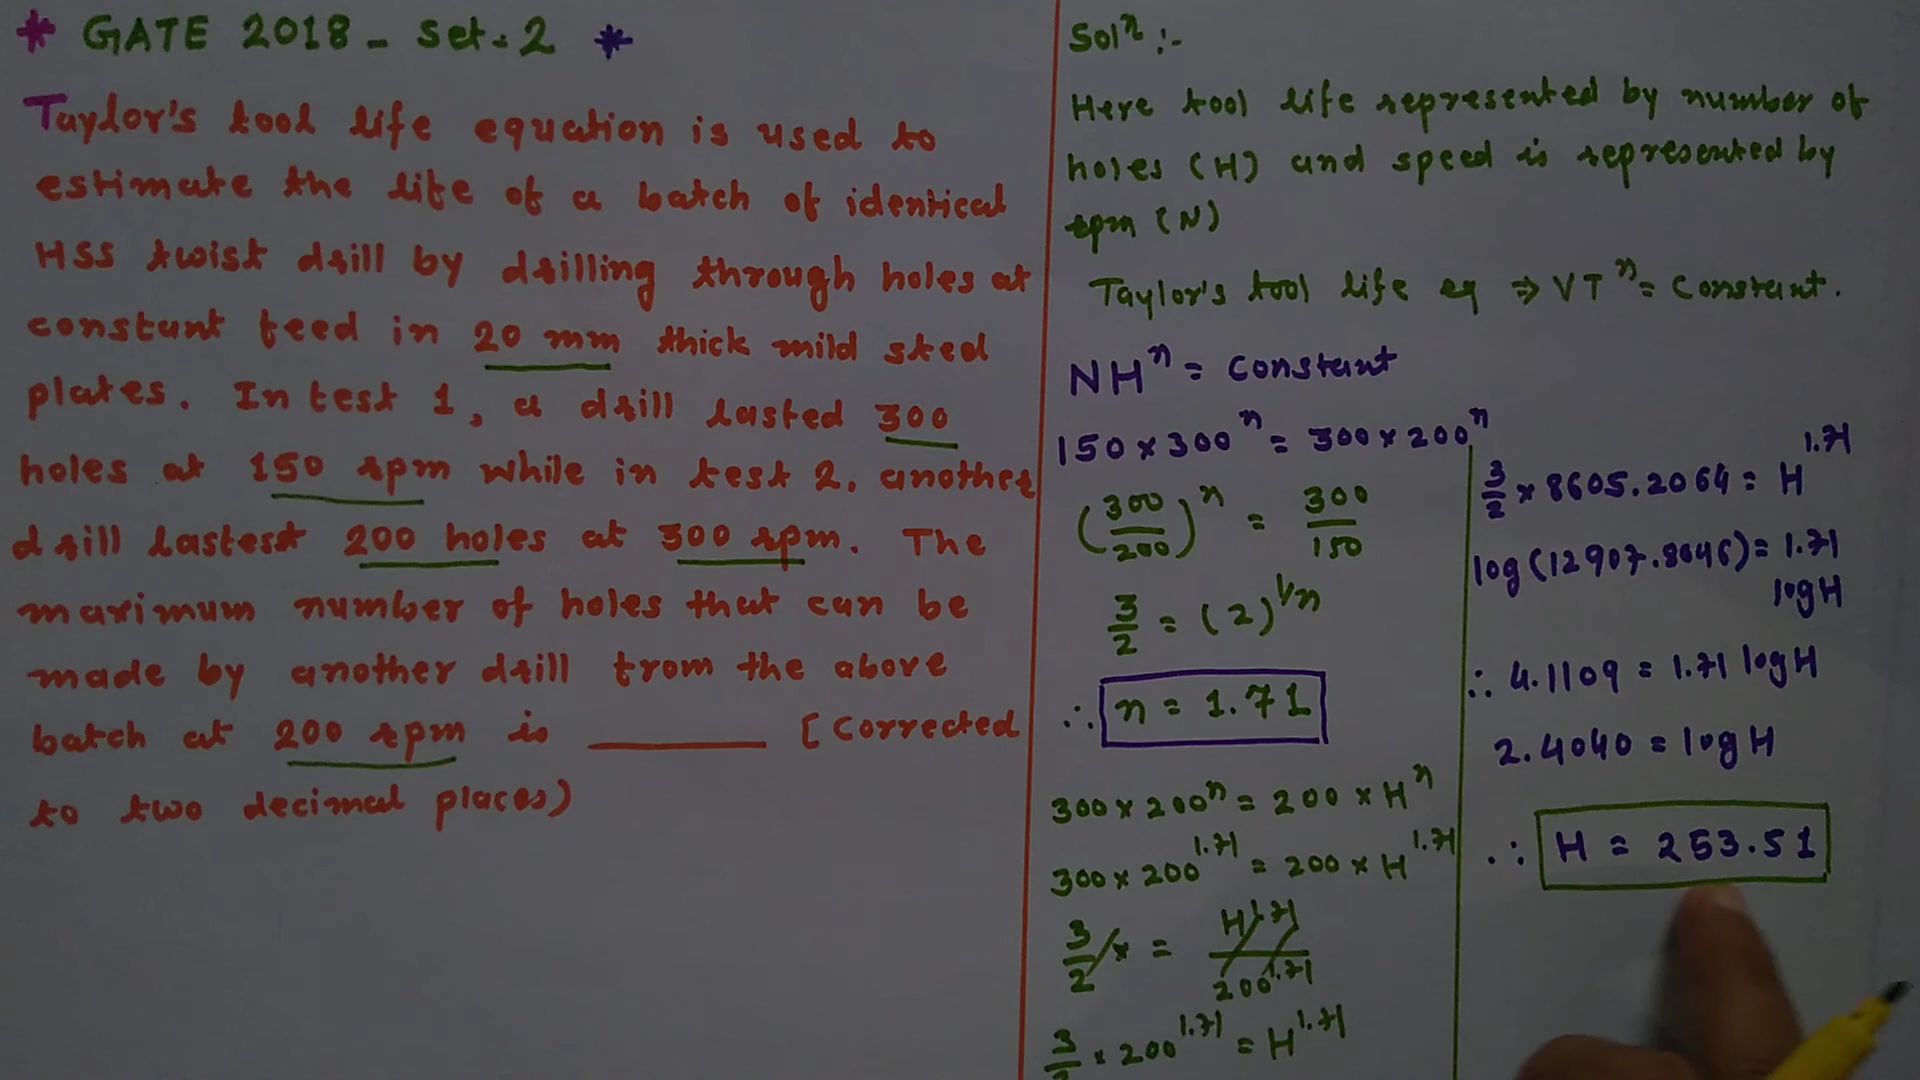 * GATE 2018 - Set-2 *
Taylor's tool life equation is used to
estimate the life of a batch of identical
HSS twist drill by drilling through holes at
constant feed in 20 mm thick mild steel
plates. In test 1, a drill lasted 300
holes at 150 rpm while in test 2, another
drill lastest 200 holes at 300 rpm. The
maximum number of holes that can be
made by another drill from the above
batch at 200 rpm is ______ [Corrected
to two decimal places)
Solⁿ :-
Here tool life represented by number of
holes (H) and speed is represented by
rpm (N)
Taylor's tool life eq ⇒ VTⁿ = Constant.
NHⁿ = Constant
150 × 300ⁿ = 300 × 200ⁿ
(300/200)ⁿ = 300/150
3/2 = (2)^1/n
∴ n = 1.71
300 × 200ⁿ = 200 × Hⁿ
300 × 200^1.71 = 200 × H^1.71
3/2 × = H^1.71/200^1.71
3/2 × 200^1.71 = H^1.71
3/2 × 8605.2064 = H^1.71
log(12907.8046) = 1.71
logH
∴ 4.1109 = 1.71 logH
2.4040 = logH
∴ H = 253.51